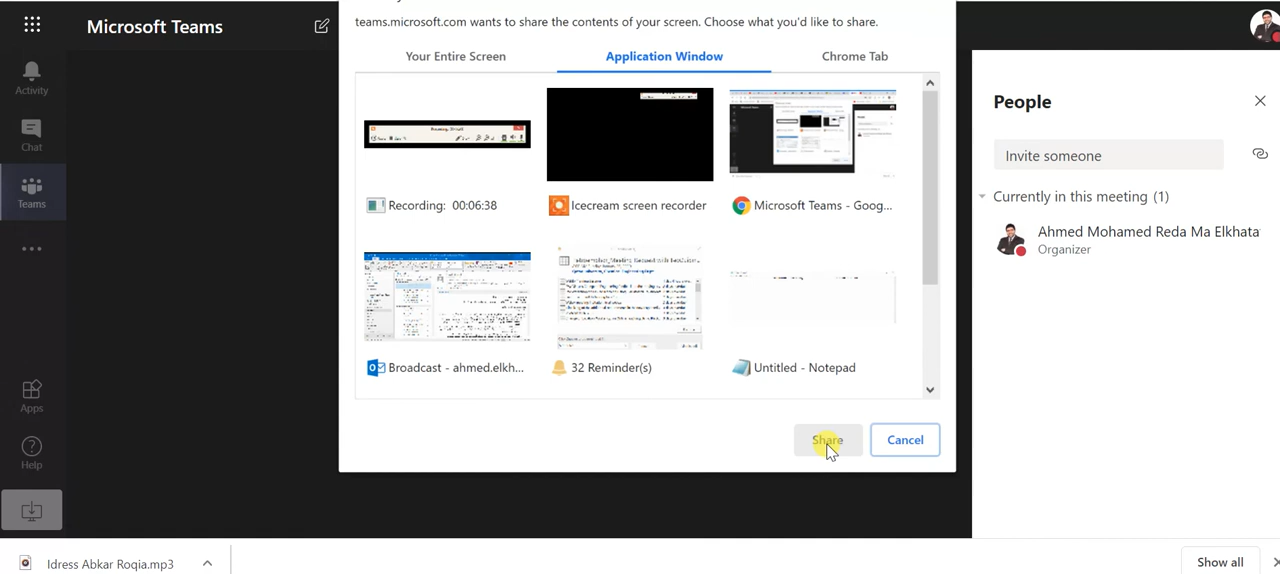 Microsoft Teams
teams.microsoft.com wants to share the contents of your screen. Choose what you'd like to share.
Your Entire Screen
Application Window
Chrome Tab
Recording: 00:06:38
Icecream screen recorder
Microsoft Teams - Goog...
Broadcast - ahmed.elkh...
32 Reminder(s)
Untitled - Notepad
Share
Cancel
Activity
Chat
Teams
Apps
Help
People
Invite someone
Currently in this meeting (1)
Ahmed Mohamed Reda Ma Elkhata
Organizer
Idress Abkar Roqia.mp3
Show all